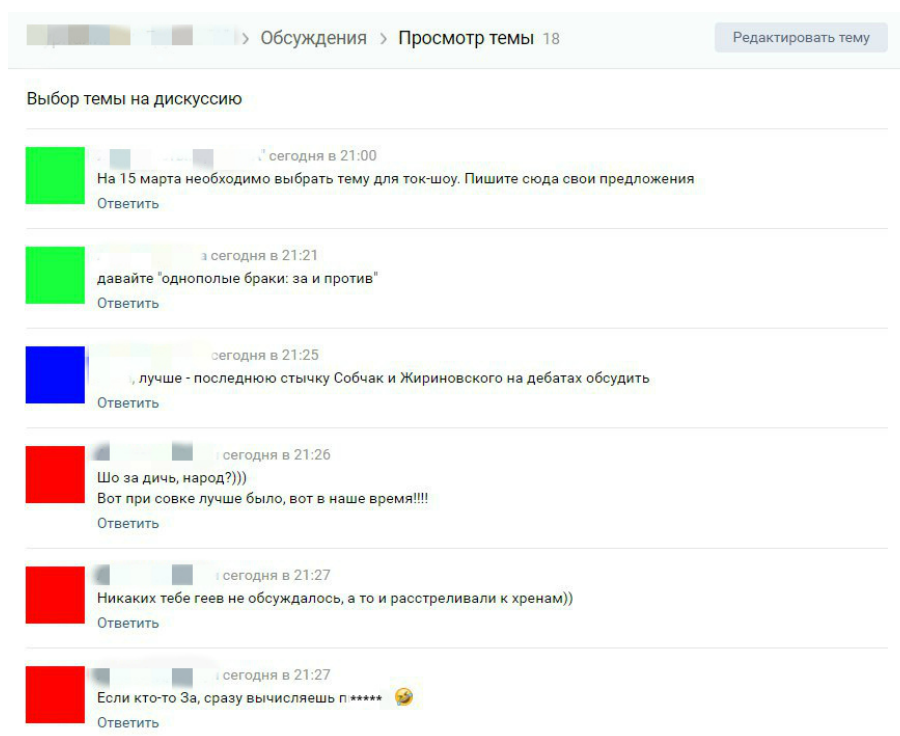 Обсуждения
Просмотр темы 18
Редактировать тему
Выбор темы на дискуссию
сегодня в 21:00
На 15 марта необходимо выбрать тему для ток-шоу. Пишите сюда свои предложения
Ответить
сегодня в 21:21
давайте "однополые браки: за и против"
Ответить
сегодня в 21:25
, лучше - последнюю стычку Собчак и Жириновского на дебатах обсудить
Ответить
сегодня в 21:26
Шо за дичь, народ?)))
Вот при совке лучше было, вот в наше время!!!!
Ответить
сегодня в 21:27
Никаких тебе геев не обсуждалось, а то и расстреливали к хренам))
Ответить
сегодня в 21:27
Если кто-то За, сразу вычисляешь п***** 🤣
Ответить